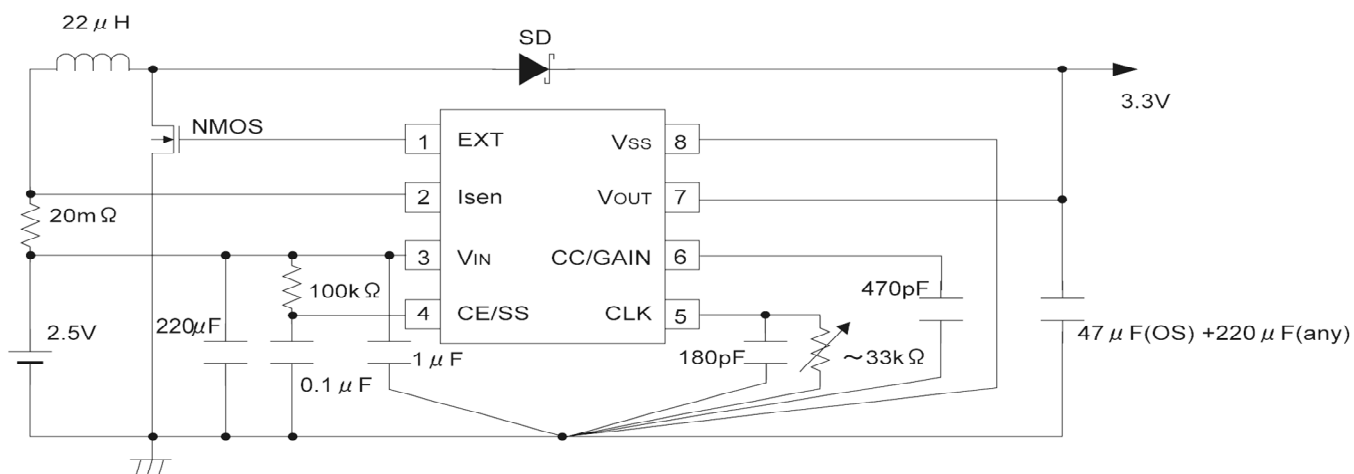 22μH
SD
3.3V
NMOS
1 EXT
VSS 8
2 Isen
VOUT 7
20mΩ
3 VIN
CC/GAIN 6
100kΩ
470pF
4 CE/SS
CLK 5
2.5V
220μF
1μF
180pF
~33kΩ
47μF(OS) +220μF(any)
0.1μF